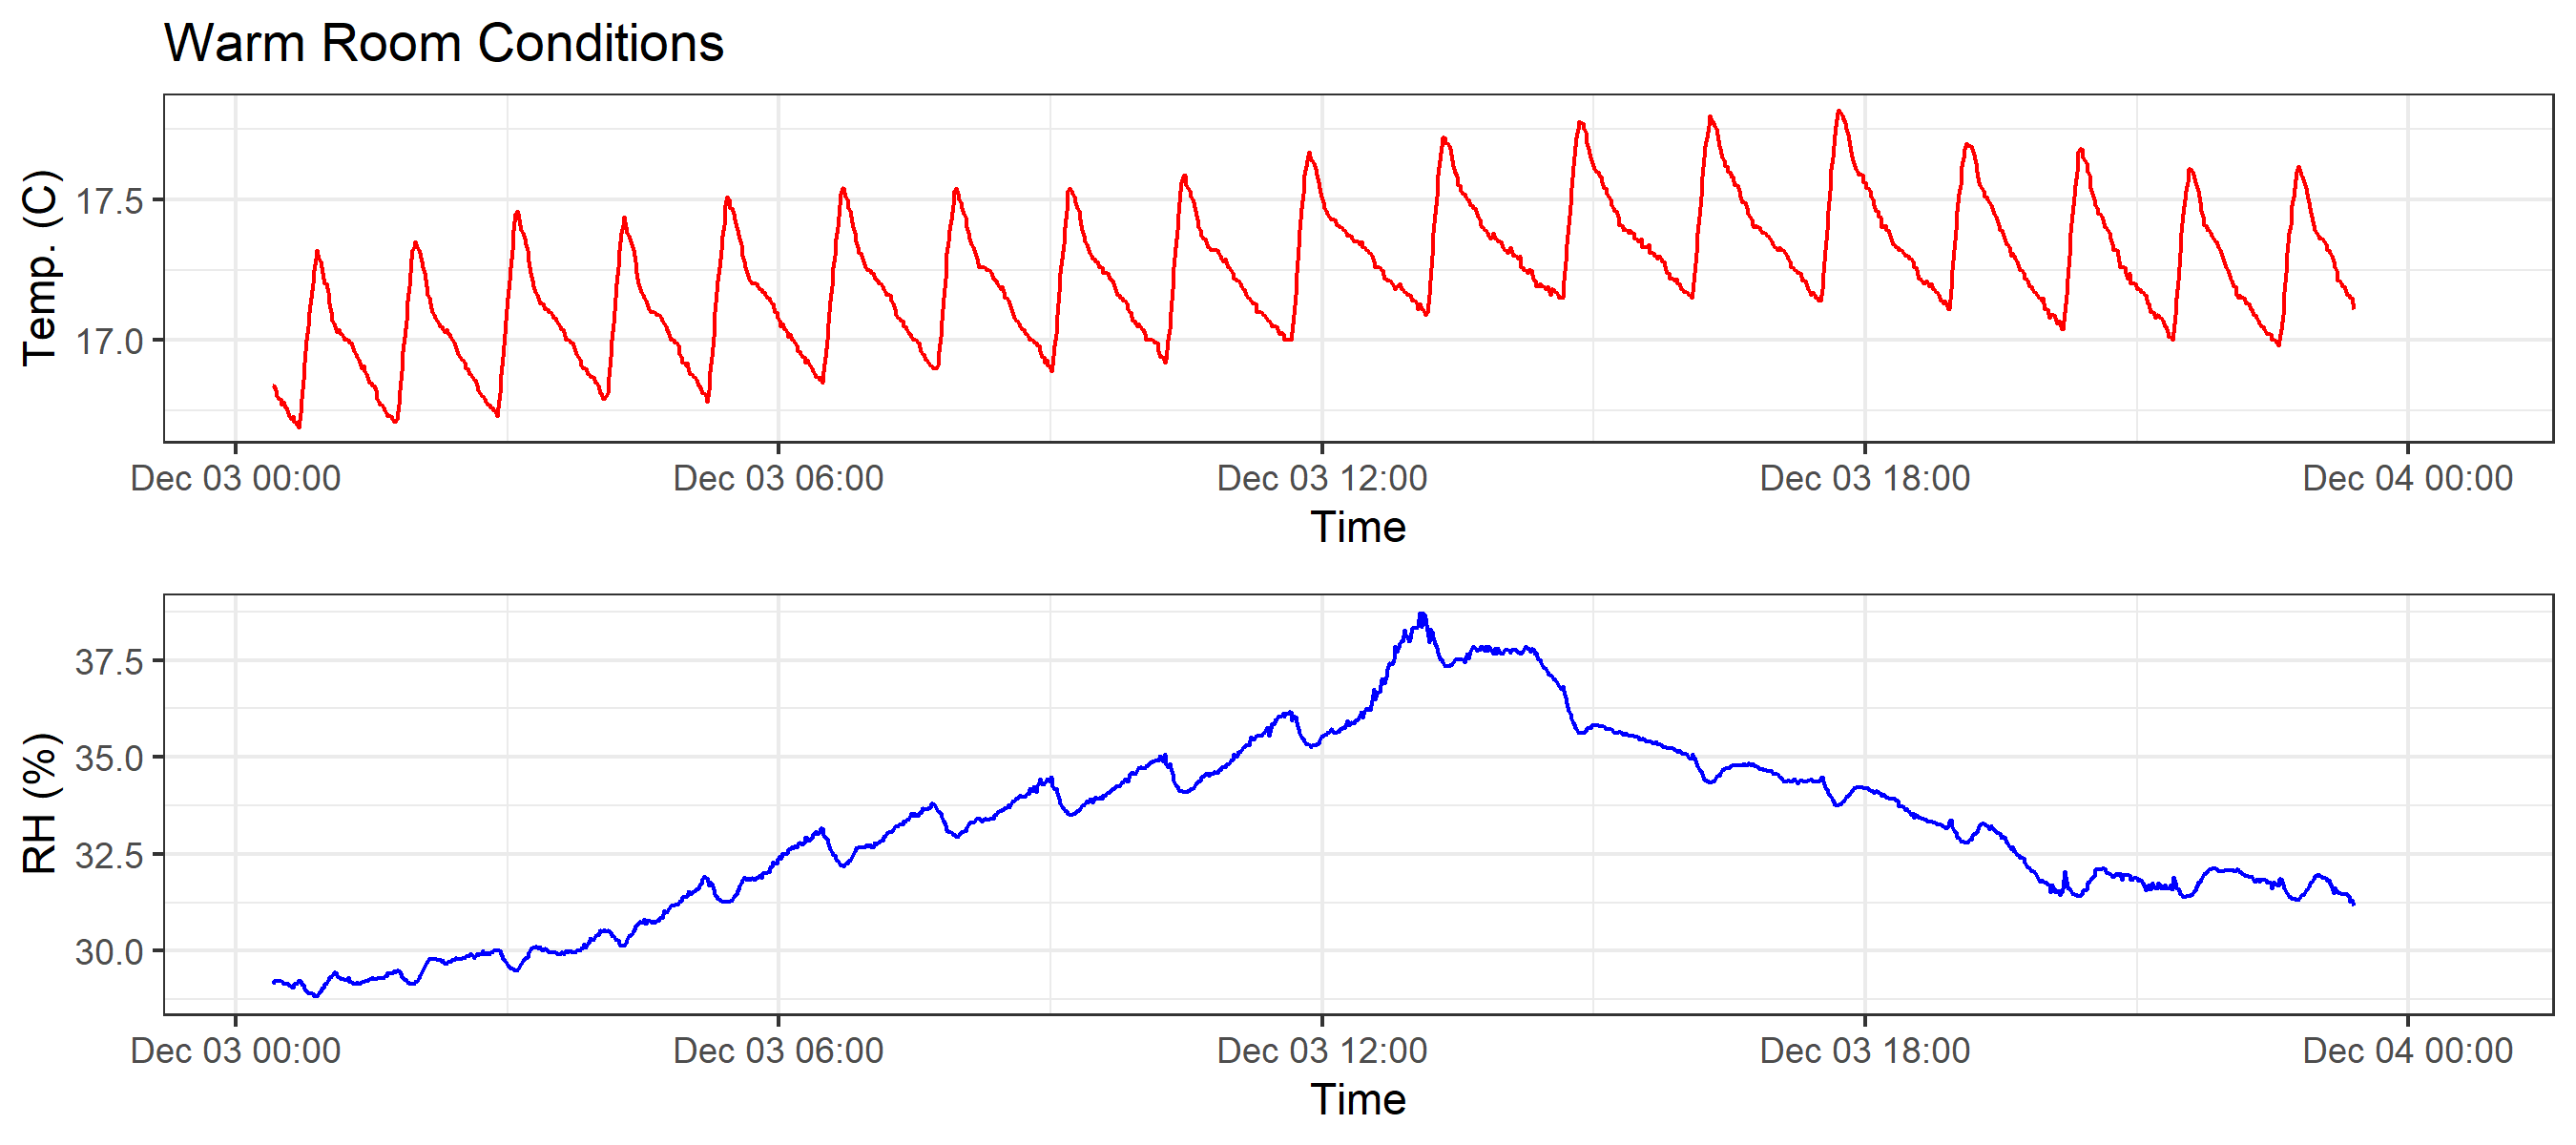 Warm Room Conditions
Temp. (C)
17.5
17.0
Dec 03 00:00 Dec 03 06:00 Dec 03 12:00 Dec 03 18:00 Dec 04 00:00
Time
RH (%)
37.5
35.0
32.5
30.0
Dec 03 00:00 Dec 03 06:00 Dec 03 12:00 Dec 03 18:00 Dec 04 00:00
Time